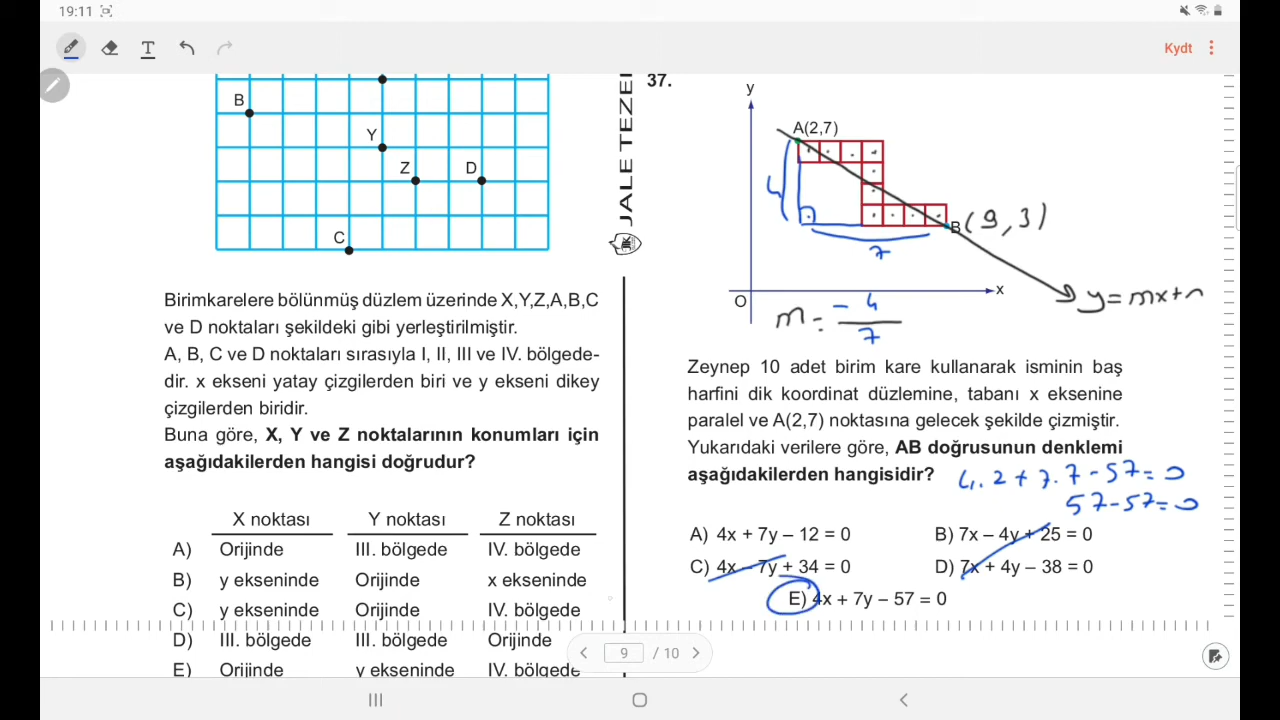 19:11
T
Kydt
B
Y
Z
D
C
Birimkarelere bölünmüş düzlem üzerinde X,Y,Z,A,B,C
ve D noktaları şekildeki gibi yerleştirilmiştir.
A, B, C ve D noktaları sırasıyla I, II, III ve IV. bölgede-
dir. x ekseni yatay çizgilerden biri ve y ekseni dikey
çizgilerden biridir.
Buna göre, X, Y ve Z noktalarının konumları için
aşağıdakilerden hangisi doğrudur?
X noktası Y noktası Z noktası
A) Orijinde III. bölgede IV. bölgede
B) y ekseninde Orijinde x ekseninde
C) y ekseninde Orijinde IV. bölgede
D) III. bölgede III. bölgede Orijinde
E) Orijinde y ekseninde IV. bölgede
JALE TEZER
37.
y
A(2,7)
4
B (9,3)
7
O
x
y=mx+n
m = -4/7
Zeynep 10 adet birim kare kullanarak isminin baş
harfini dik koordinat düzlemine, tabanı x eksenine
paralel ve A(2,7) noktasına gelecek şekilde çizmiştir.
Yukarıdaki verilere göre, AB doğrusunun denklemi
aşağıdakilerden hangisidir?
4.2 + 7.7 - 57 = 0
57 - 57 = 0
A) 4x + 7y – 12 = 0 B) 7x – 4y + 25 = 0
C) 4x – 7y + 34 = 0 D) 7x + 4y – 38 = 0
E) 4x + 7y – 57 = 0
9 / 10